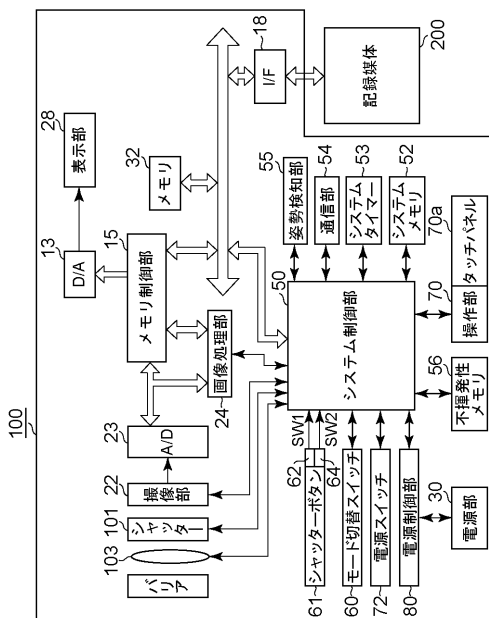 100
バリア
103
101
シャッター
22
撮像部
23
A/D
15
メモリ制御部
24
画像処理部
13
D/A
28
表示部
32
メモリ
18
I/F
200
記録媒体
61
シャッターボタン
62
64
SW1
SW2
60
モード切替スイッチ
72
電源スイッチ
80
電源制御部
30
電源部
50
システム制御部
55
姿勢検知部
54
通信部
53
システム
タイマー
52
システム
メモリ
56
不揮発性
メモリ
70
操作部
70a
タッチパネル